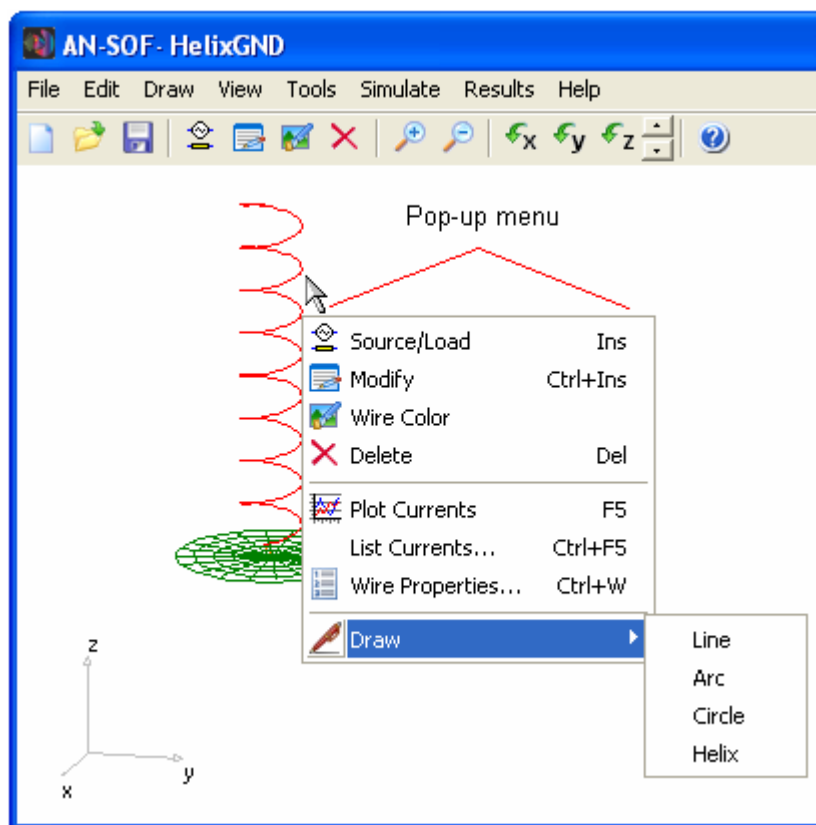 AN-SOF- HelixGND
File Edit Draw View Tools Simulate Results Help
x y z
Pop-up menu
Source/Load Ins
Modify Ctrl+Ins
Wire Color
Delete Del
Plot Currents F5
List Currents... Ctrl+F5
Wire Properties... Ctrl+W
Draw
Line
Arc
Circle
Helix
z
y
x